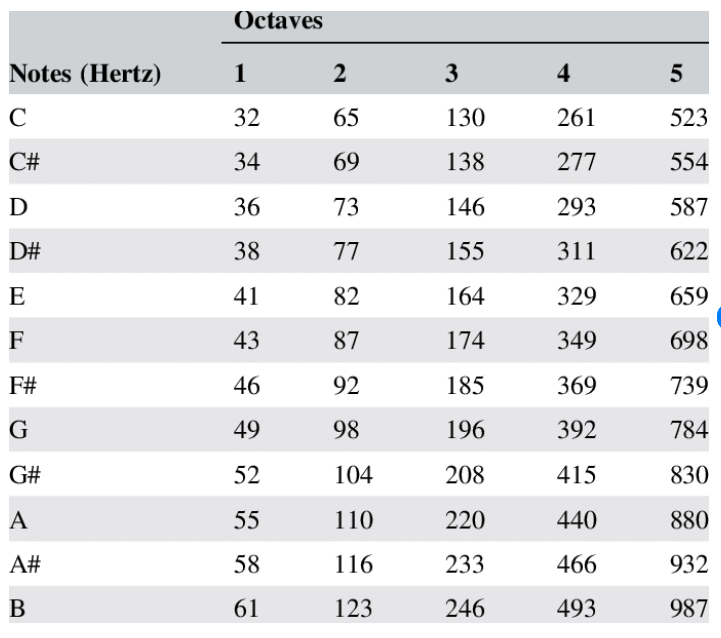 Octaves
Notes (Hertz) 1 2 3 4 5
C 32 65 130 261 523
C# 34 69 138 277 554
D 36 73 146 293 587
D# 38 77 155 311 622
E 41 82 164 329 659
F 43 87 174 349 698
F# 46 92 185 369 739
G 49 98 196 392 784
G# 52 104 208 415 830
A 55 110 220 440 880
A# 58 116 233 466 932
B 61 123 246 493 987